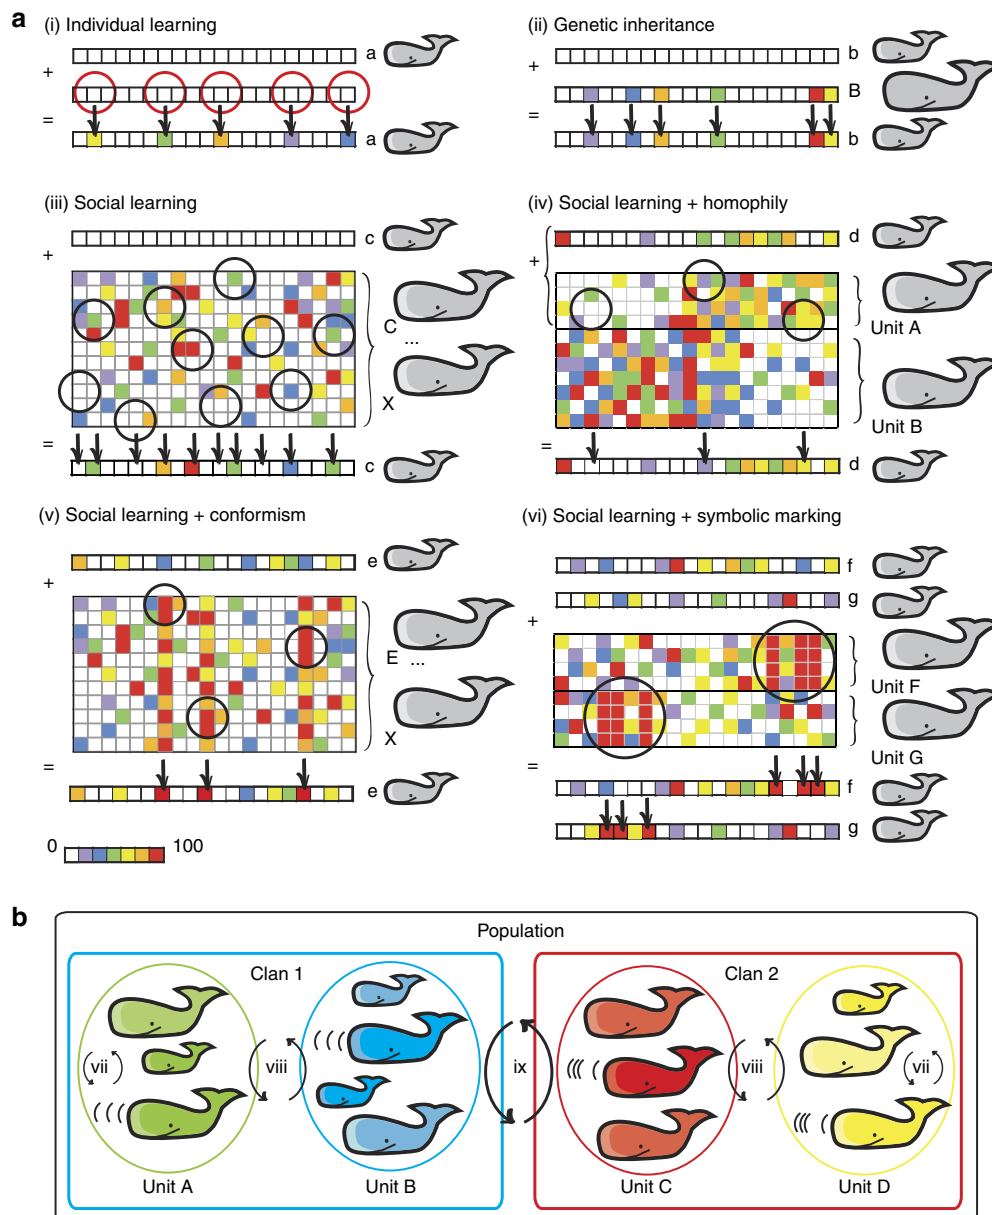 a
(i) Individual learning
a
+
=
a
(ii) Genetic inheritance
b
+
B
=
b
(iii) Social learning
c
+
C
...
X
=
c
(iv) Social learning + homophily
d
+
Unit A
Unit B
=
d
(v) Social learning + conformism
e
+
E ...
X
=
e
0 100
(vi) Social learning + symbolic marking
f
g
+
Unit F
Unit G
=
f
g
b
Population
Clan 1
Clan 2
vii
viii
ix
viii
vii
Unit A
Unit B
Unit C
Unit D